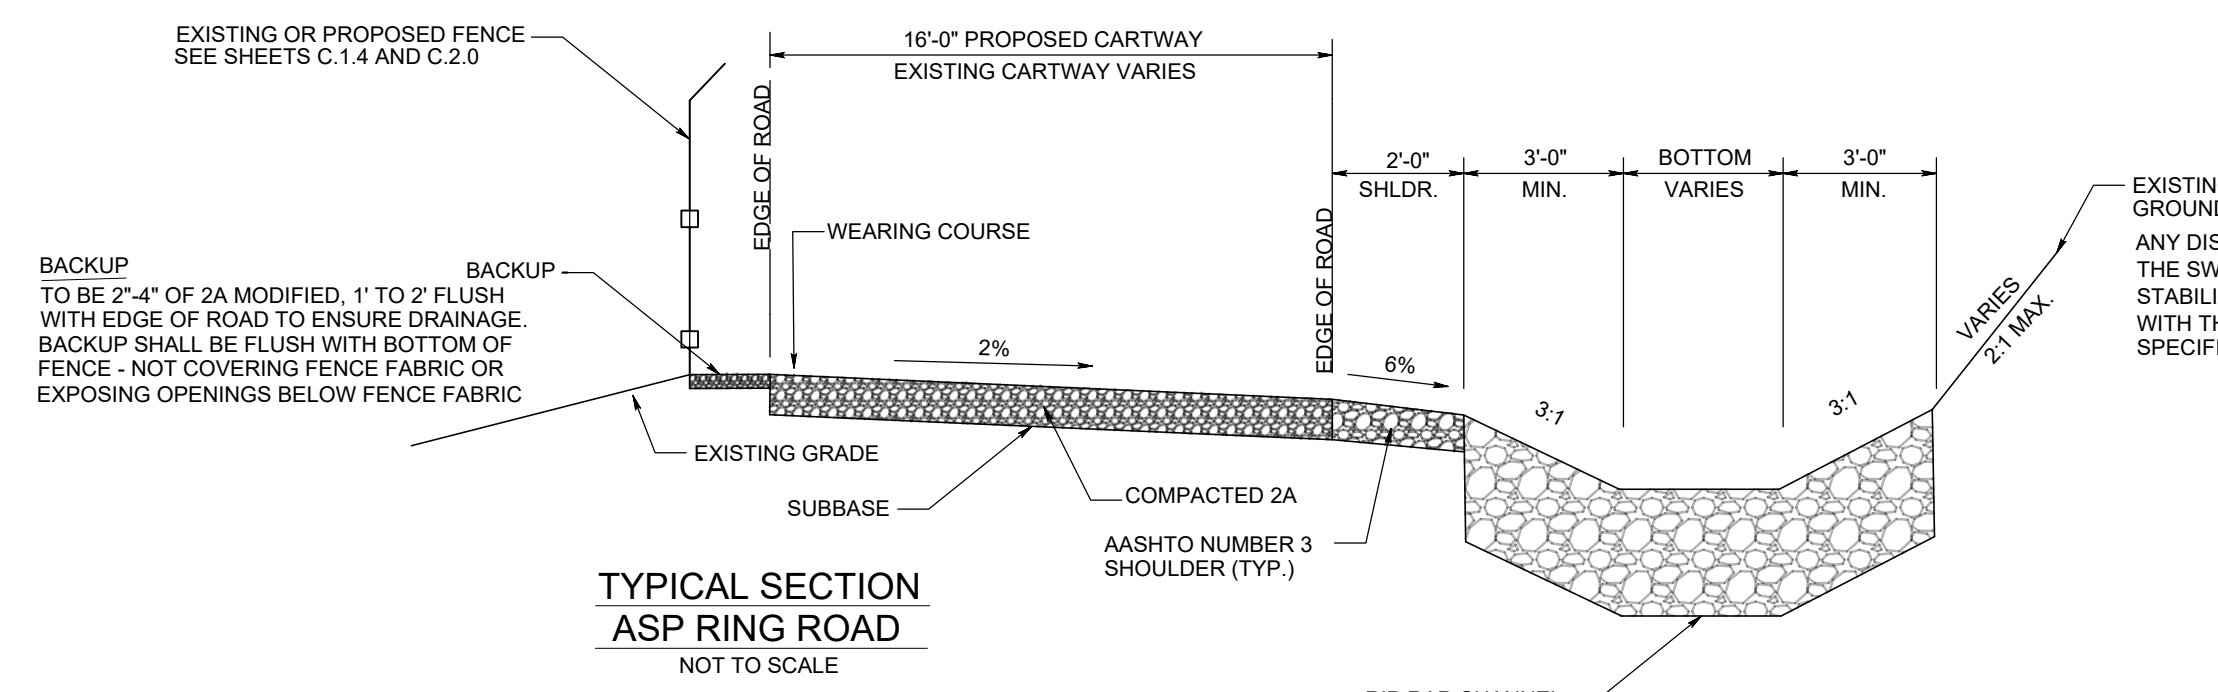 EXISTING OR PROPOSED FENCE
SEE SHEETS C.1.4 AND C.2.0
16'-0" PROPOSED CARTWAY
EXISTING CARTWAY VARIES
EDGE OF ROAD
EDGE OF ROAD
2'-0"
SHLDR.
3'-0"
MIN.
BOTTOM
VARIES
3'-0"
MIN.
WEARING COURSE
BACKUP
BACKUP
TO BE 2"-4" OF 2A MODIFIED, 1' TO 2' FLUSH
WITH EDGE OF ROAD TO ENSURE DRAINAGE.
BACKUP SHALL BE FLUSH WITH BOTTOM OF
FENCE - NOT COVERING FENCE FABRIC OR
EXPOSING OPENINGS BELOW FENCE FABRIC
2%
6%
3:1
3:1
VARIES
2:1 MAX.
GROUND
ANY
THE
WITH
EXISTING GRADE
SUBBASE
COMPACTED 2A
AASHTO NUMBER 3
SHOULDER (TYP.)
TYPICAL SECTION
ASP RING ROAD
NOT TO SCALE